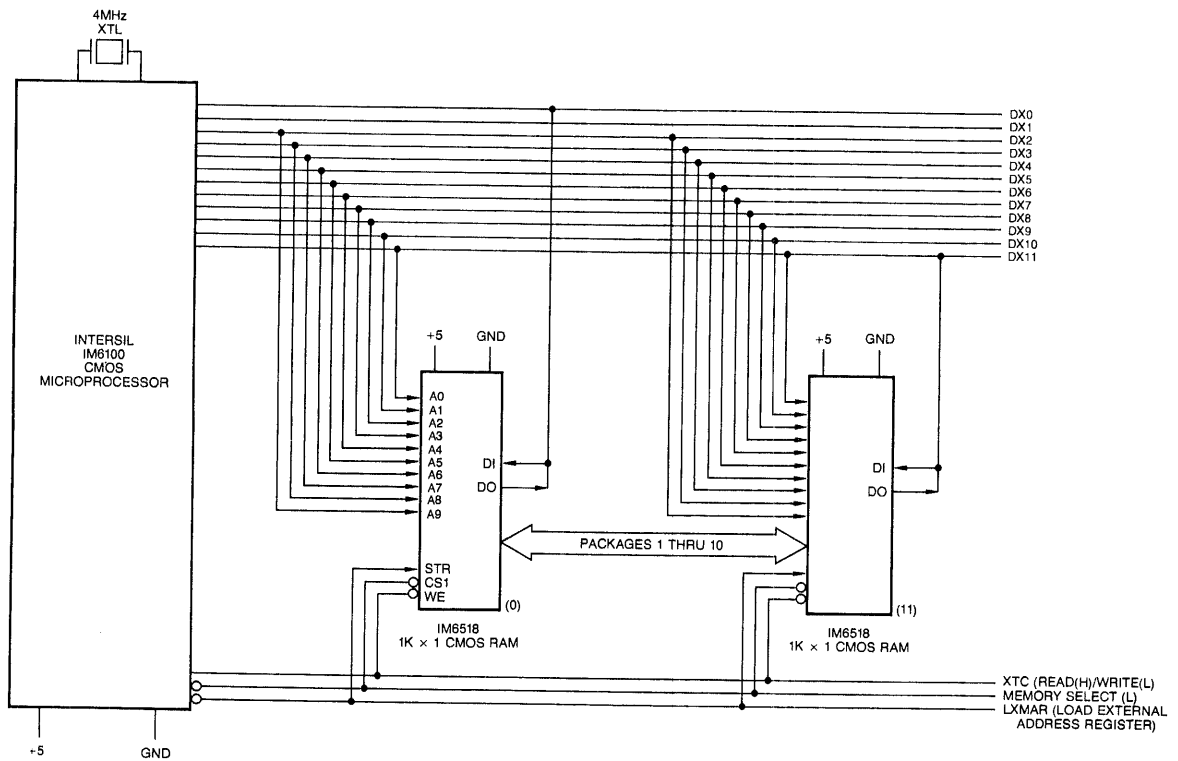 4MHz
XTL
DX0
DX1
DX2
DX3
DX4
DX5
DX6
DX7
DX8
DX9
DX10
DX11
INTERSIL
IM6100
CMOS
MICROPROCESSOR
+5
GND
A0
A1
A2
A3
A4
A5
A6
A7
A8
A9
DI
DO
STR
CS1
WE
(0)
IM6518
1K × 1 CMOS RAM
PACKAGES 1 THRU 10
+5
GND
DI
DO
(11)
IM6518
1K × 1 CMOS RAM
XTC (READ(H)/WRITE(L)
MEMORY SELECT (L)
LXMAR (LOAD EXTERNAL
ADDRESS REGISTER)
+5
GND